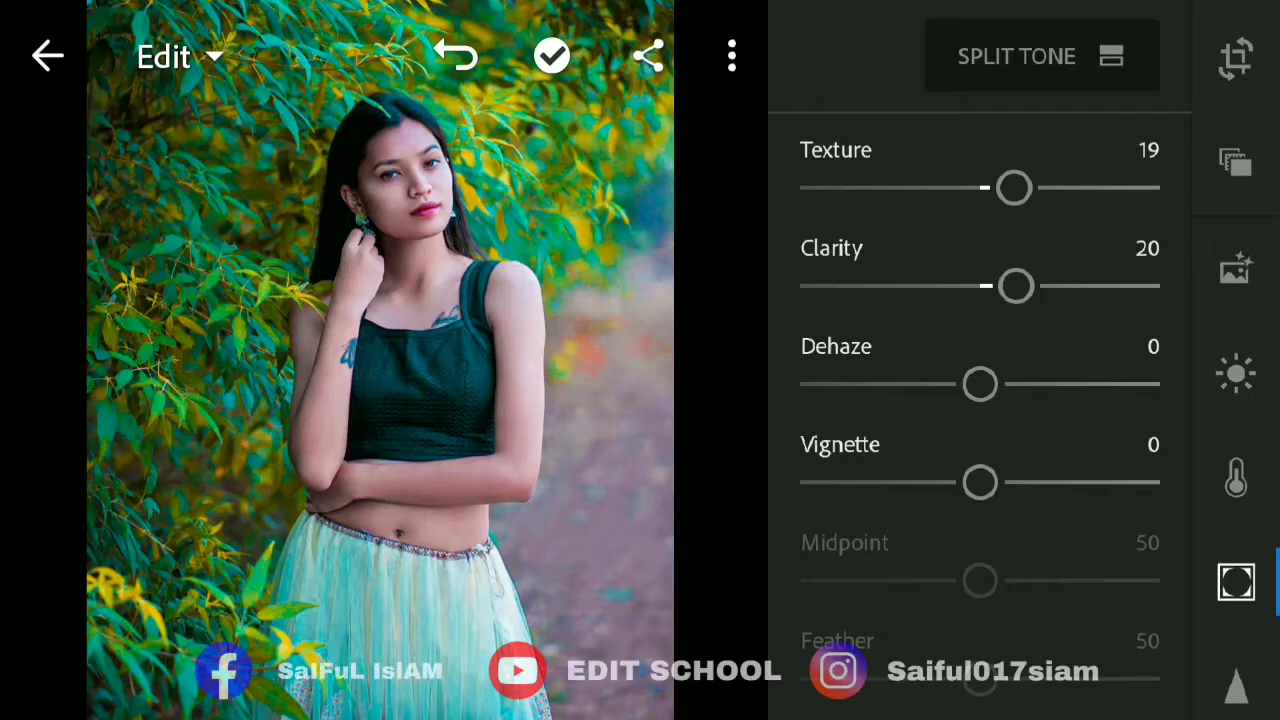 Edit
SPLIT TONE
Texture 19
Clarity 20
Dehaze 0
Vignette 0
Midpoint 50
Feather 50
SalFuL IslAM
EDIT SCHOOL
Saiful017siam